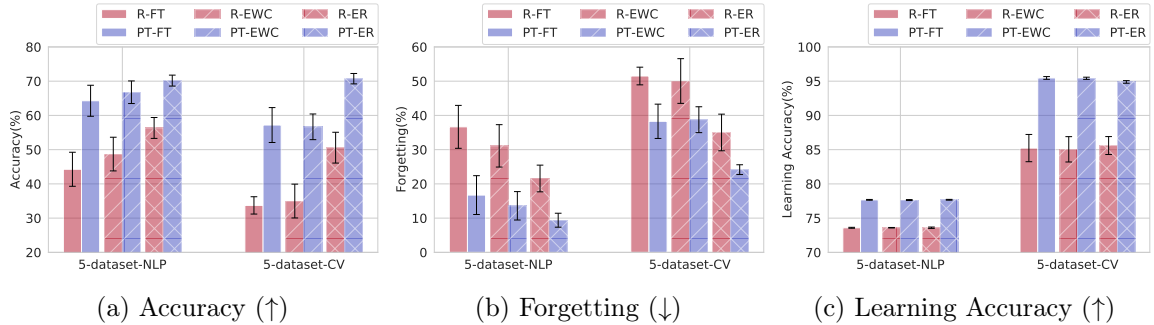 R-FT R-EWC R-ER
PT-FT PT-EWC PT-ER
80
70
60
50
40
30
20
Accuracy(%)
5-dataset-NLP 5-dataset-CV
(a) Accuracy (↑)
R-FT R-EWC R-ER
PT-FT PT-EWC PT-ER
60
50
40
30
20
10
0
Forgetting(%)
5-dataset-NLP 5-dataset-CV
(b) Forgetting (↓)
R-FT R-EWC R-ER
PT-FT PT-EWC PT-ER
100
95
90
85
80
75
70
Learning Accuracy(%)
5-dataset-NLP 5-dataset-CV
(c) Learning Accuracy (↑)